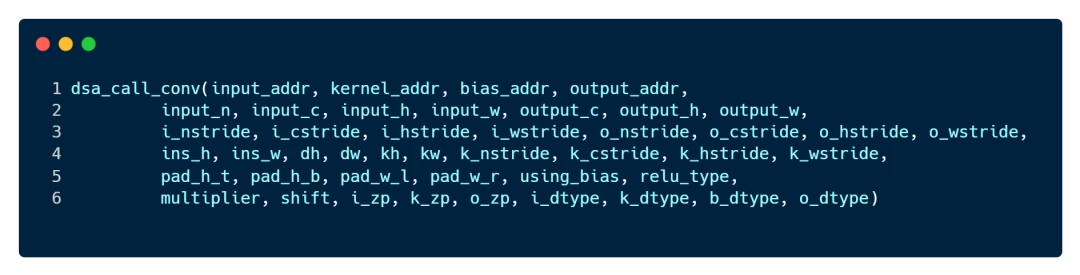 1 dsa_call_conv(input_addr, kernel_addr, bias_addr, output_addr,
2 input_n, input_c, input_h, input_w, output_c, output_h, output_w,
3 i_nstride, i_cstride, i_hstride, i_wstride, o_nstride, o_cstride, o_hstride, o_wstride,
4 ins_h, ins_w, dh, dw, kh, kw, k_nstride, k_cstride, k_hstride, k_wstride,
5 pad_h_t, pad_h_b, pad_w_l, pad_w_r, using_bias, relu_type,
6 multiplier, shift, i_zp, k_zp, o_zp, i_dtype, k_dtype, b_dtype, o_dtype)